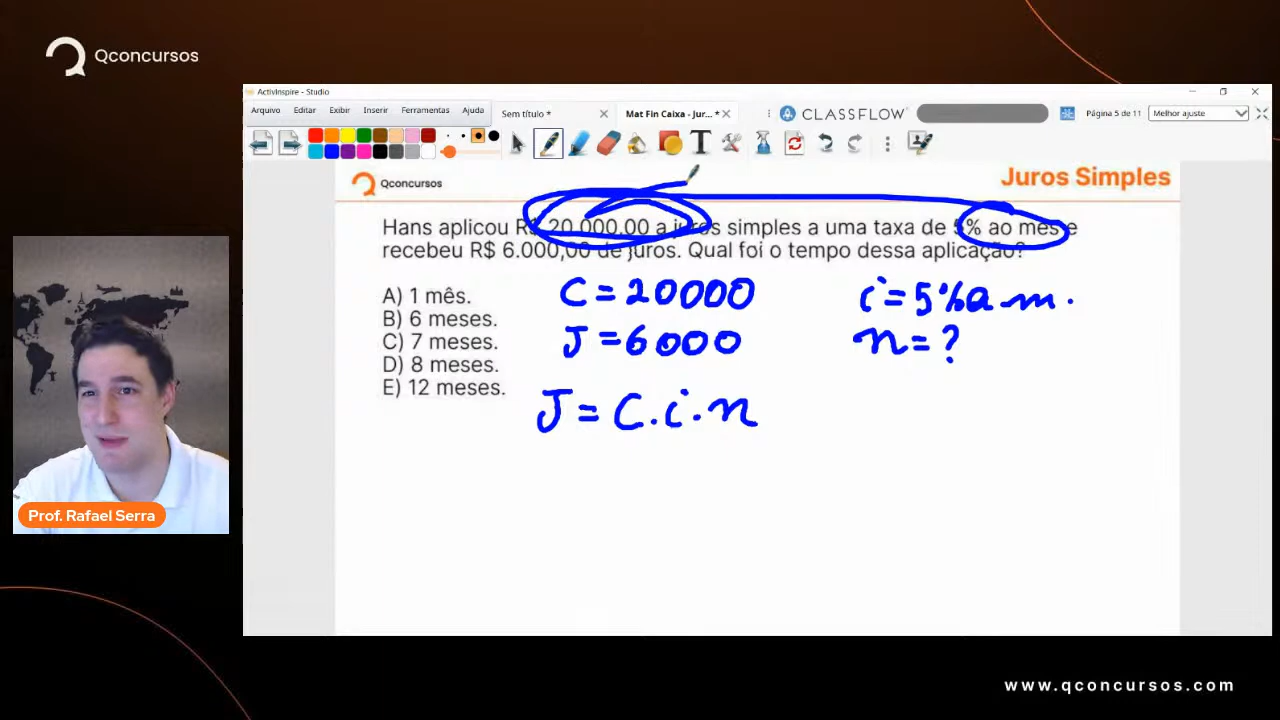 Qconcursos
ActivInspire - Studio
Arquivo Editar Exibir Inserir Ferramentas Ajuda
Sem título *
Mat Fin Caixa - Jur... *
CLASSFLOW
Página 5 de 11
Melhor ajuste
Qconcursos
Juros Simples
Hans aplicou R$ 20.000,00 a juros simples a uma taxa de 5% ao mês e
recebeu R$ 6.000,00 de juros. Qual foi o tempo dessa aplicação?
A) 1 mês.
B) 6 meses.
C) 7 meses.
D) 8 meses.
E) 12 meses.
C = 20000
i = 5% a.m.
J = 6000
n = ?
J = C.i.n
Prof. Rafael Serra
www.qconcursos.com